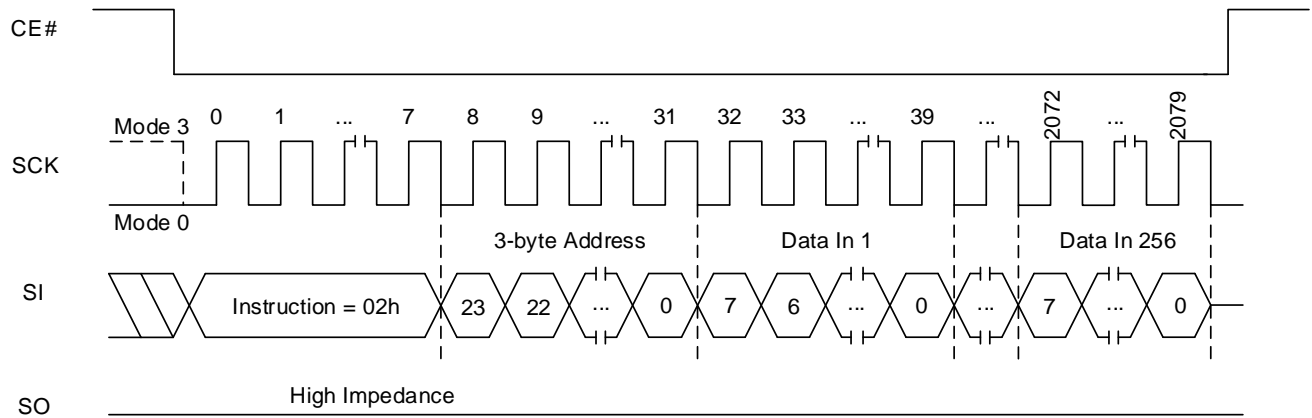 CE#
0 1 ... 7 8 9 ... 31 32 33 ... 39 ... 2072 ... 2079
Mode 3
SCK
Mode 0
3-byte Address Data In 1 Data In 256
SI
Instruction = 02h 23 22 ... 0 7 6 ... 0 ... 7 ... 0
High Impedance
SO